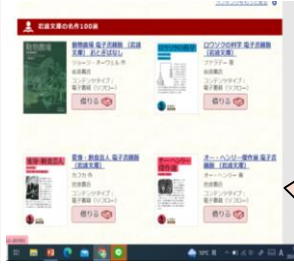 岩波文庫の名作100選
動物農場 電子書籍版 (岩波文庫) おとぎばなし
ジョージ・オーウェル 作
岩波書店
コンテンツタイプ:
電子書籍 (リフロー)
借りる
ロウソクの科学 電子書籍版 (岩波文庫)
ファラデー 著
岩波書店
コンテンツタイプ:
電子書籍 (リフロー)
借りる
変身・断食芸人 電子書籍版 (岩波文庫)
カフカ 作
岩波書店
コンテンツタイプ:
電子書籍 (リフロー)
借りる
オー・ヘンリー傑作選 電子書籍版 (岩波文庫)
オー・ヘンリー 著
岩波書店
コンテンツタイプ:
電子書籍 (リフロー)
借りる